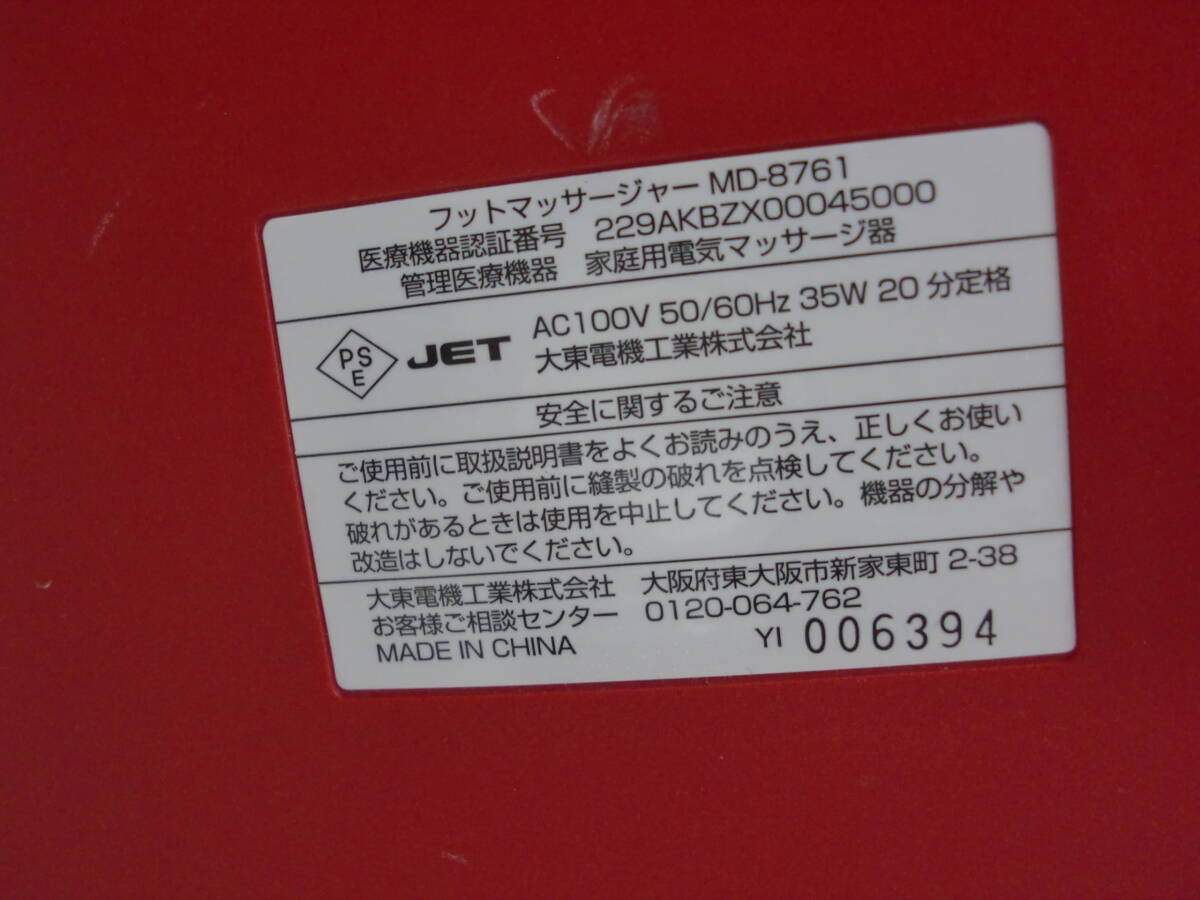 フットマッサージャー MD-8761
医療機器認証番号 229AKBZX00045000
管理医療機器 家庭用電気マッサージ器
PS
E
JET
AC100V 50/60Hz 35W 20 分定格
大東電機工業株式会社
安全に関するご注意
ご使用前に取扱説明書をよくお読みのうえ、正しくお使い
ください。ご使用前に縫製の破れを点検してください。
破れがあるときは使用を中止してください。機器の分解や
改造はしないでください。
大東電機工業株式会社 大阪府東大阪市新家東町 2-38
お客様ご相談センター 0120-064-762
MADE IN CHINA YI 006394